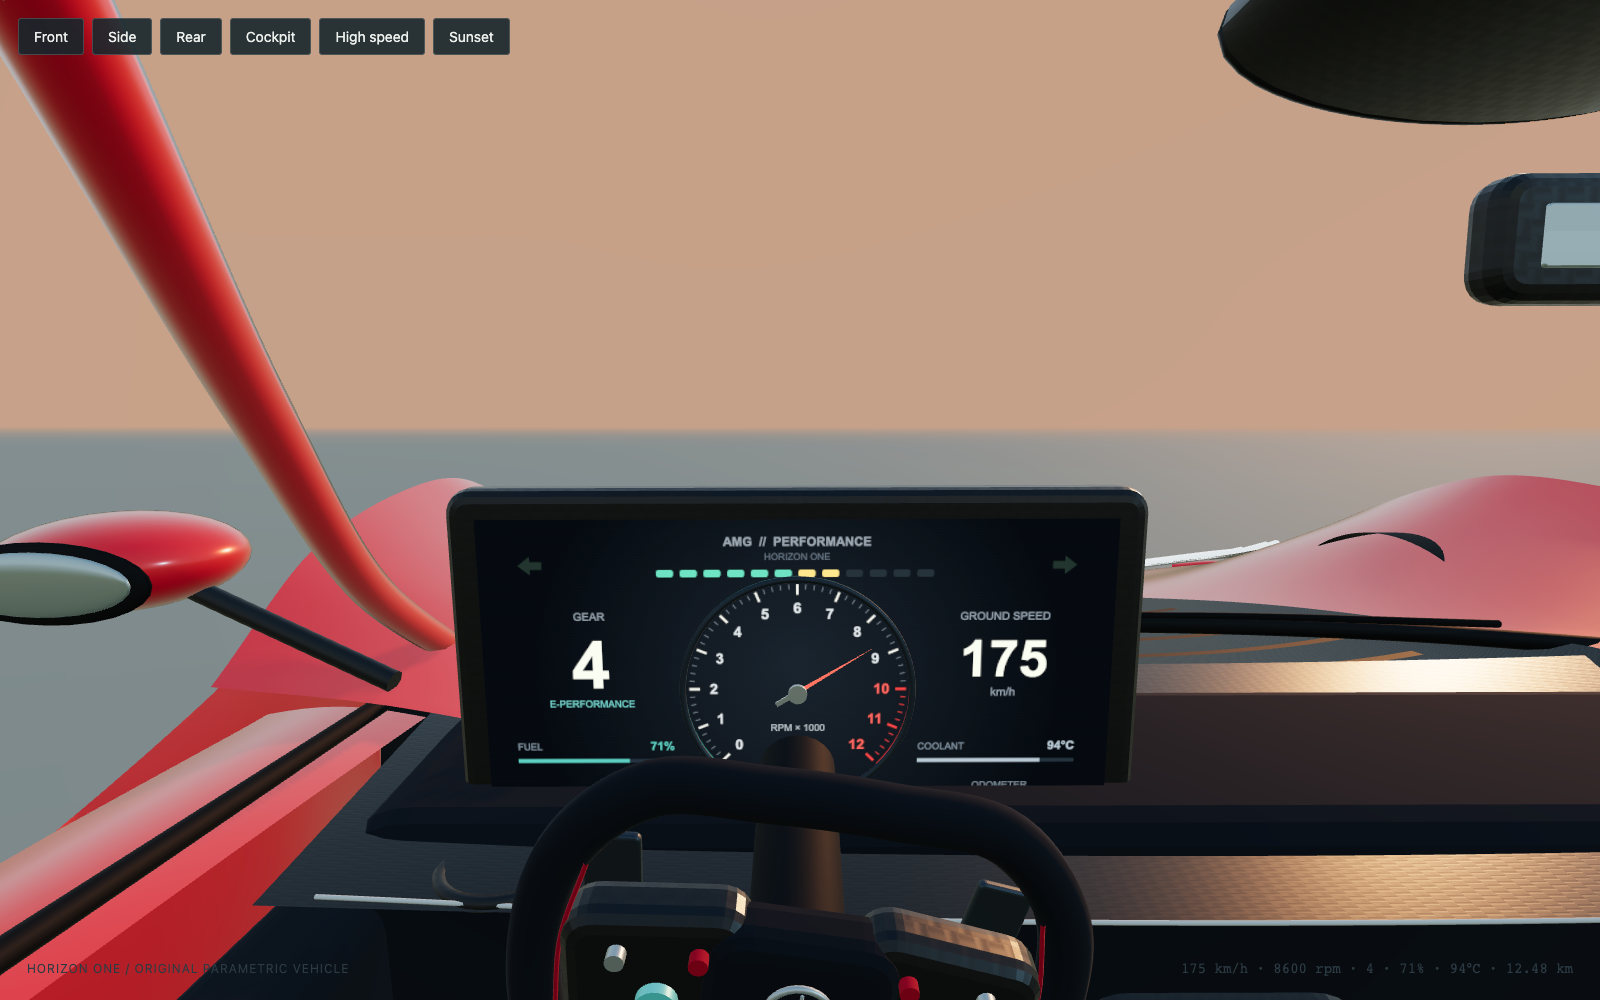 Front
Side
Rear
Cockpit
High speed
Sunset
AMG // PERFORMANCE
HORIZON ONE
GEAR
4
E-PERFORMANCE
FUEL
71%
0
1
2
3
4
5
6
7
8
9
10
11
12
RPM × 1000
GROUND SPEED
175
km/h
COOLANT
94°C
ODOMETER
HORIZON ONE / ORIGINAL PARAMETRIC VEHICLE
175 km/h · 8600 rpm · 4 · 71% · 94°C · 12.48 km